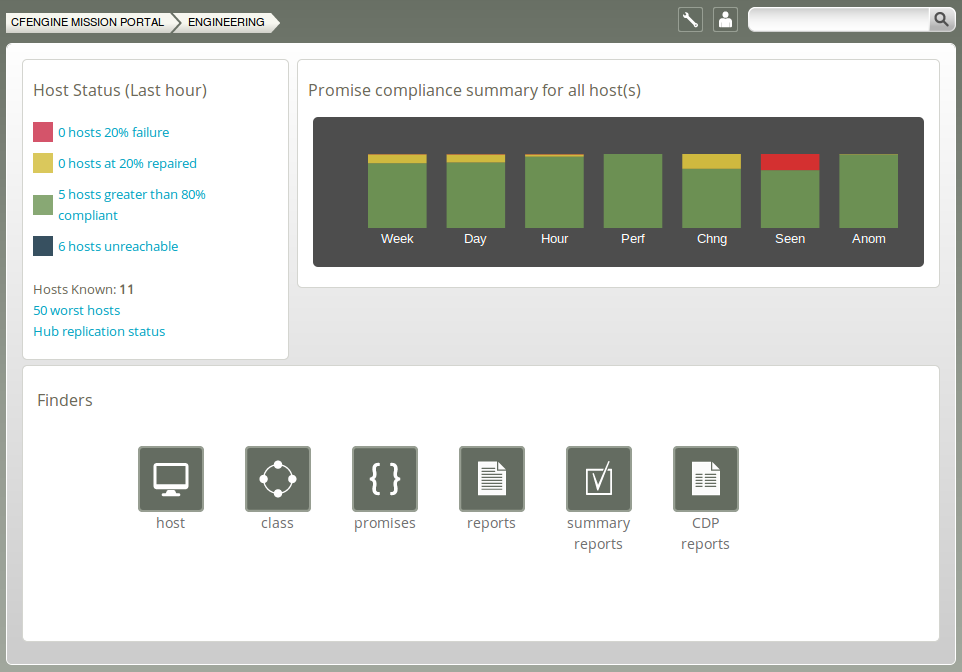 CFENGINE MISSION PORTAL ENGINEERING
Host Status (Last hour)
0 hosts 20% failure
0 hosts at 20% repaired
5 hosts greater than 80%
compliant
6 hosts unreachable
Hosts Known: 11
50 worst hosts
Hub replication status
Promise compliance summary for all host(s)
Week Day Hour Perf Chng Seen Anom
Finders
host class promises reports summary CDP
reports reports